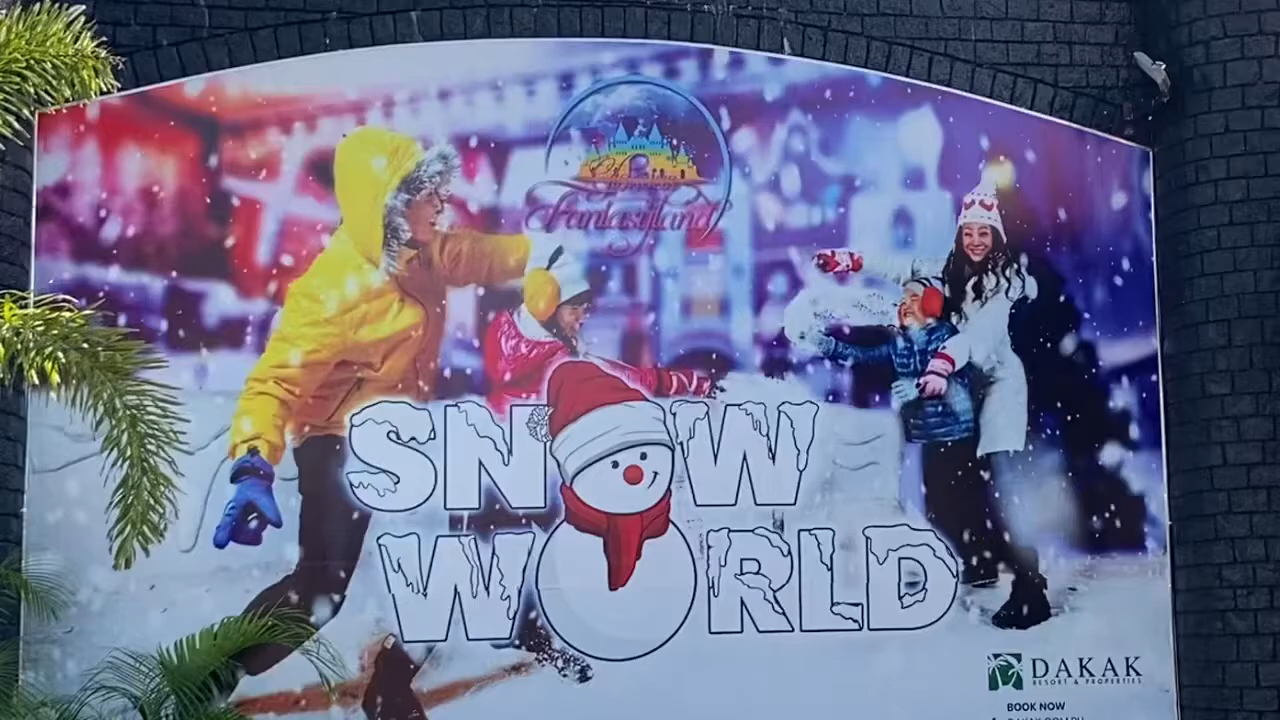 Fantasyland
SNOW
WORLD
DAKAK
RESORT & PROPERTIES
BOOK NOW